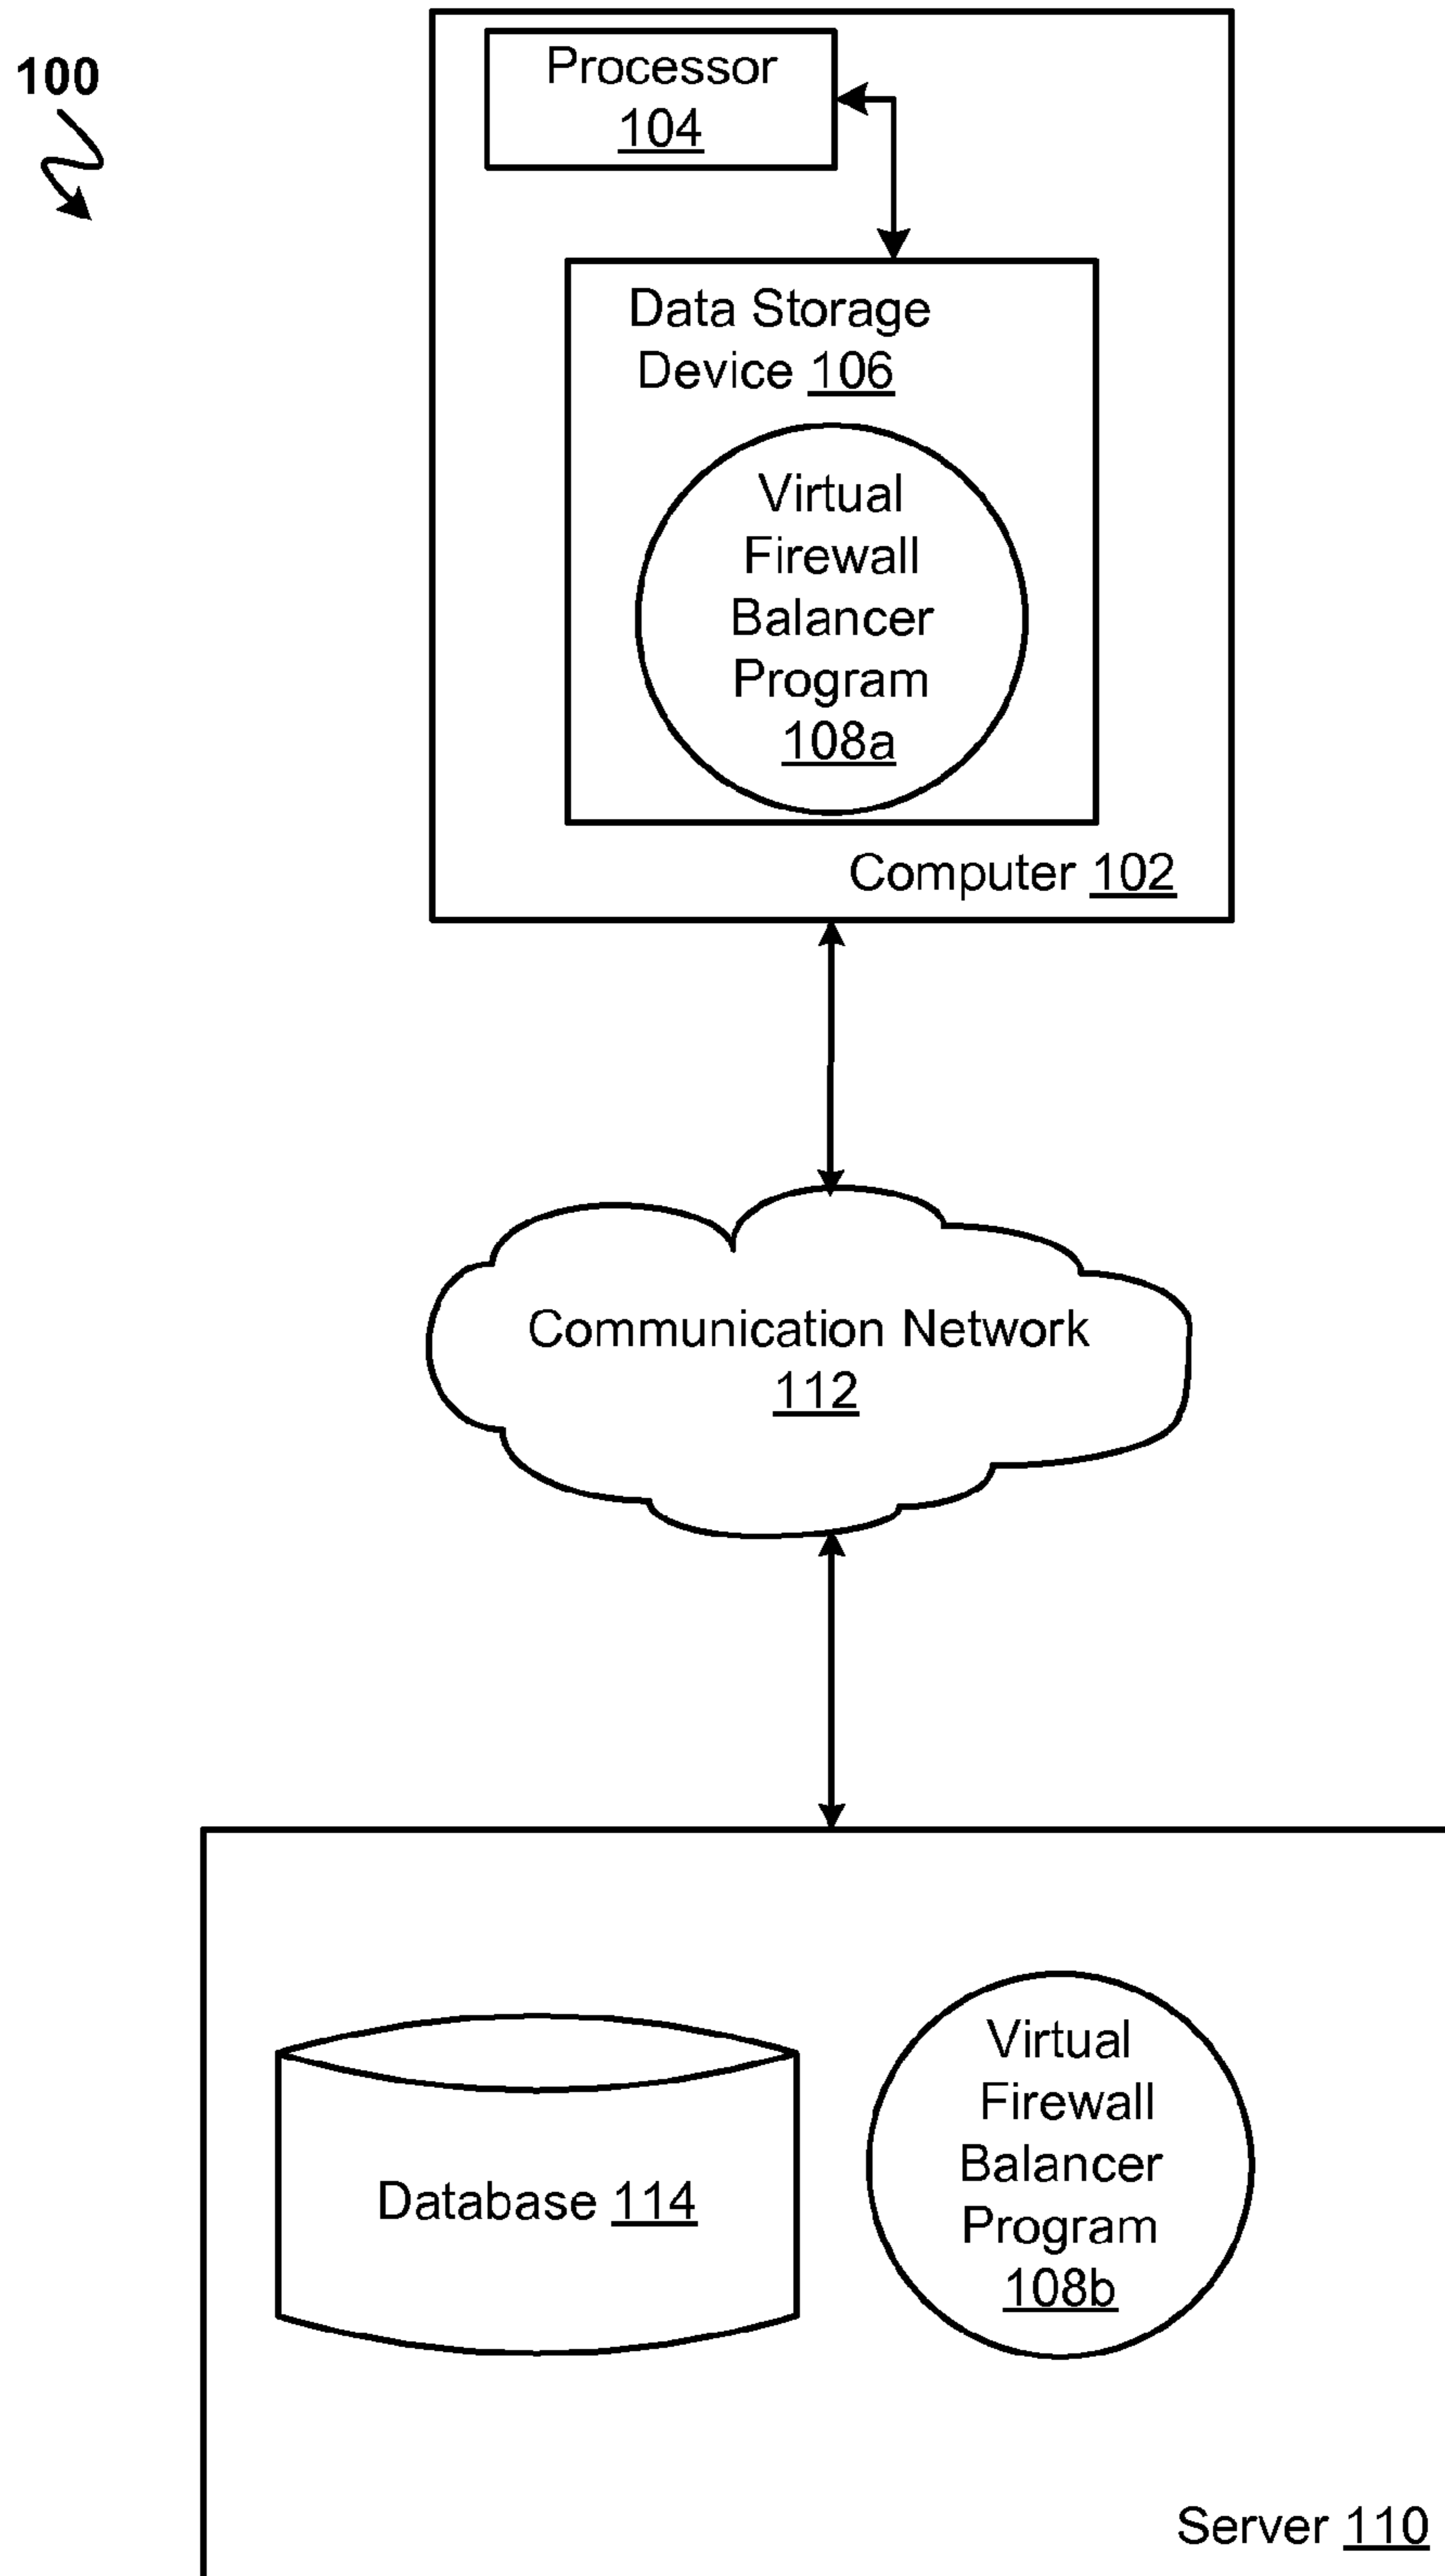 100
Processor
104
Data Storage
Device 106
Virtual
Firewall
Balancer
Program
108a
Computer 102
Communication Network
112
Database 114
Virtual
Firewall
Balancer
Program
108b
Server 110